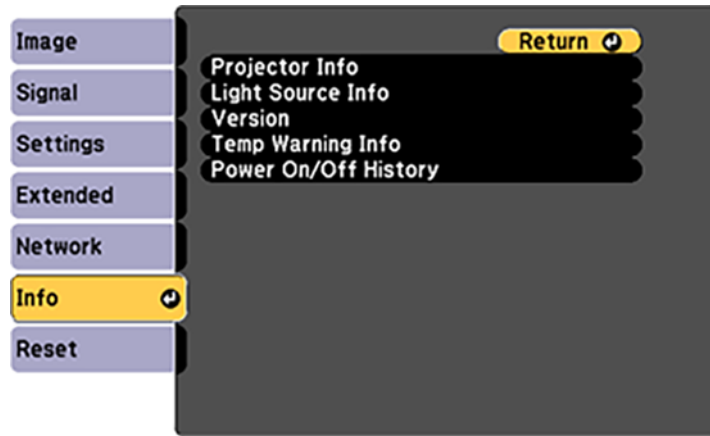 Image
Signal
Settings
Extended
Network
Info
Reset
Return
Projector Info
Light Source Info
Version
Temp Warning Info
Power On/Off History